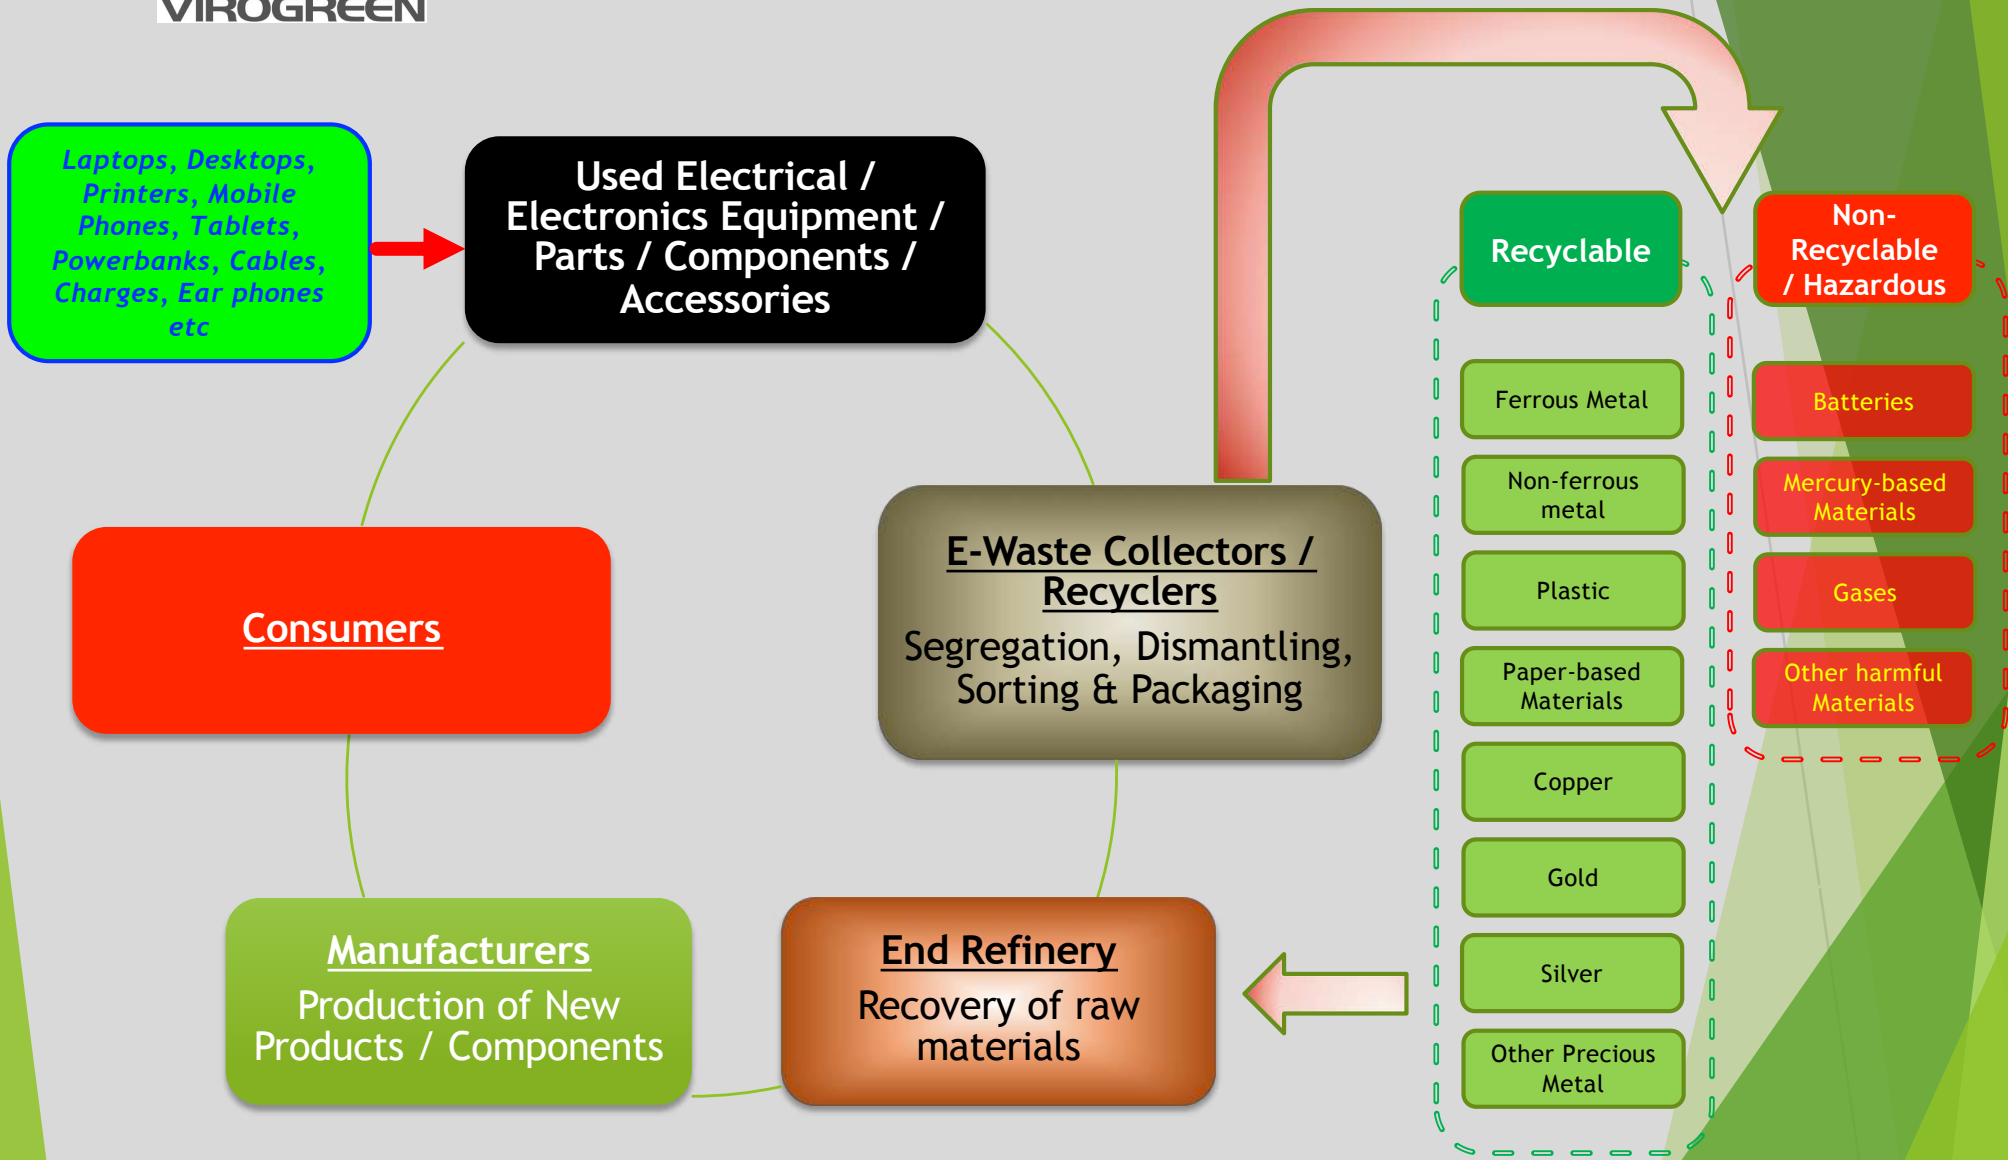 VIROGREEN
Laptops, Desktops,
Printers, Mobile
Phones, Tablets,
Powerbanks, Cables,
Charges, Ear phones
etc
Used Electrical /
Electronics Equipment /
Parts / Components /
Accessories
Consumers
E-Waste Collectors /
Recyclers
Segregation, Dismantling,
Sorting & Packaging
Manufacturers
Production of New
Products / Components
End Refinery
Recovery of raw
materials
Recyclable
Ferrous Metal
Non-ferrous
metal
Plastic
Paper-based
Materials
Copper
Gold
Silver
Other Precious
Metal
Non-
Recyclable
/ Hazardous
Batteries
Mercury-based
Materials
Gases
Other harmful
Materials